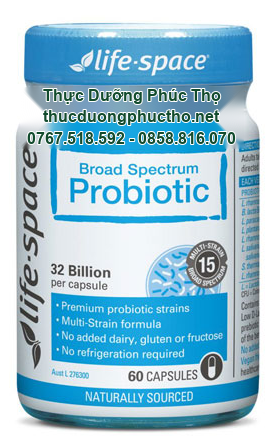 life-space®
Thực Dưỡng Phúc Thọ
thucduongphuctho.net
0767.518.592 - 0858.816.070
Broad Spectrum
Probiotic
32 Billion
per capsule
MULTI-STRAIN
15
BROAD SPECTRUM
• Premium probiotic strains
• Multi-Strain formula
• No added dairy, gluten or fructose
• No refrigeration required
Aust L 276300
60 CAPSULES
NATURALLY SOURCED
life-space